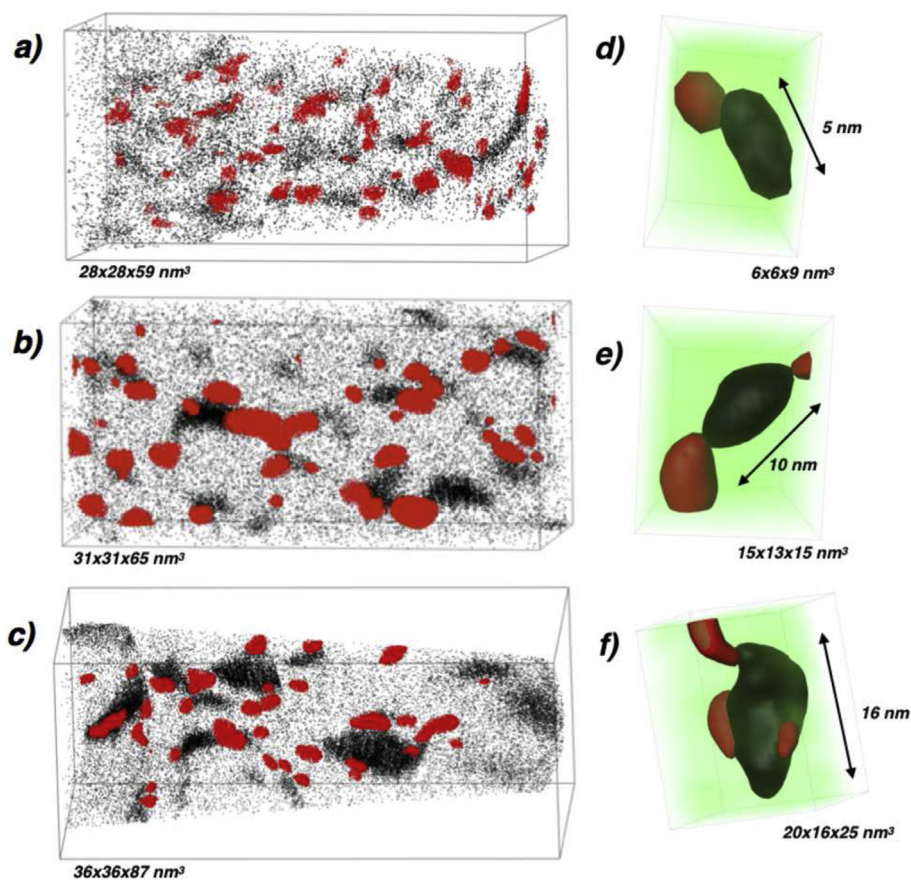 a)
28x28x59 nm³
b)
31x31x65 nm³
c)
36x36x87 nm³
d)
5 nm
6x6x9 nm³
e)
10 nm
15x13x15 nm³
f)
16 nm
20x16x25 nm³